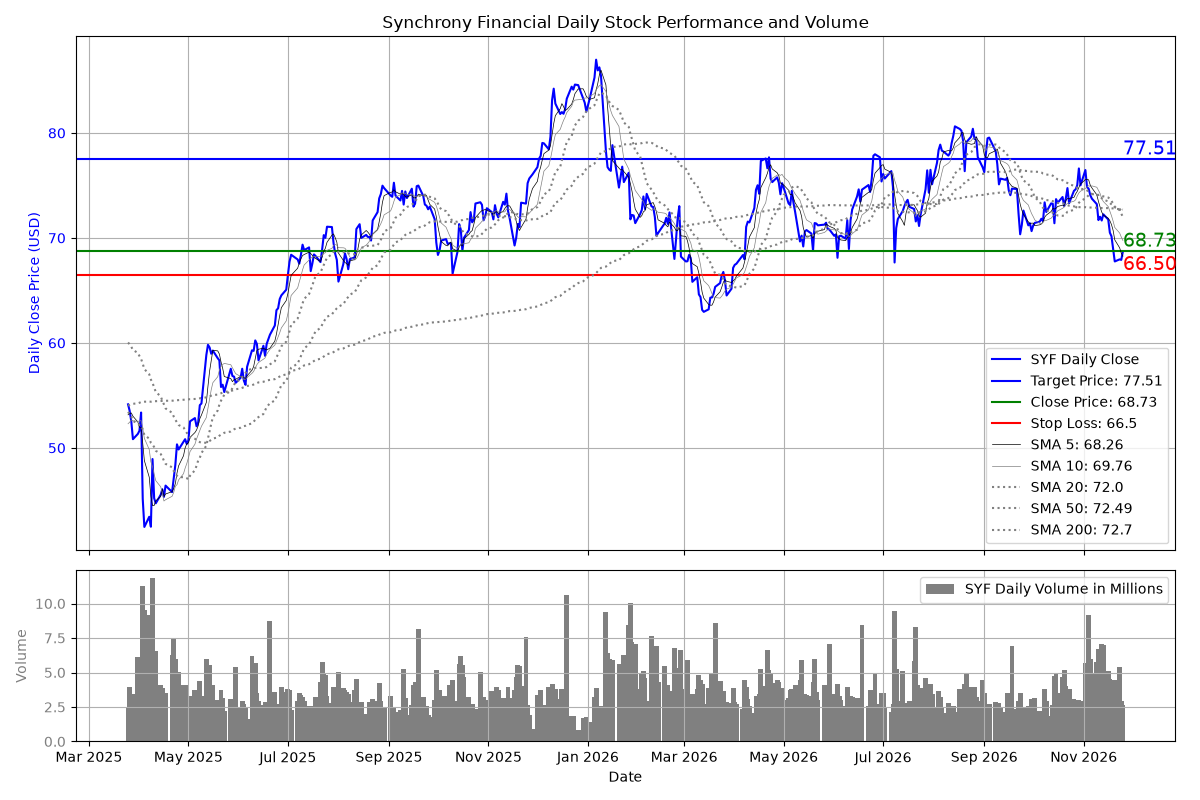 Synchrony Financial Daily Stock Performance and Volume
Daily Close Price (USD)
80
70
60
50
77.51
68.73
66.50
SYF Daily Close
Target Price: 77.51
Close Price: 68.73
Stop Loss: 66.5
SMA 5: 68.26
SMA 10: 69.76
SMA 20: 72.0
SMA 50: 72.49
SMA 200: 72.7
Volume
10.0
7.5
5.0
2.5
0.0
SYF Daily Volume in Millions
Mar 2025 May 2025 Jul 2025 Sep 2025 Nov 2025 Jan 2026 Mar 2026 May 2026 Jul 2026 Sep 2026 Nov 2026
Date